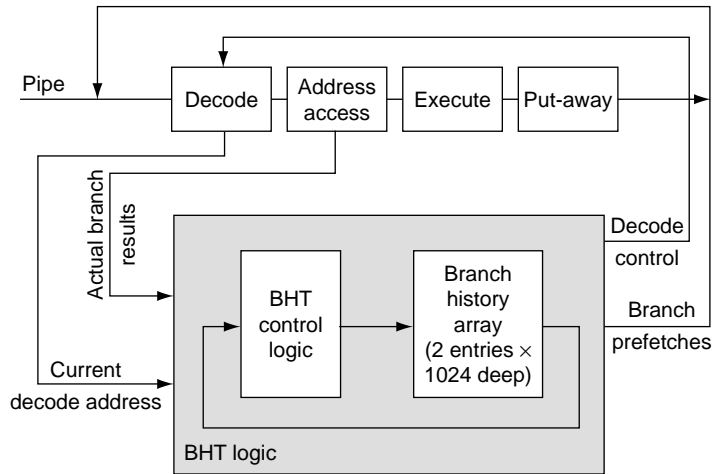 Pipe
Decode
Address
access
Execute
Put-away
Actual branch
results
Decode
control
BHT
control
logic
Branch
history
array
(2 entries ×
1024 deep)
Branch
prefetches
Current
decode address
BHT logic